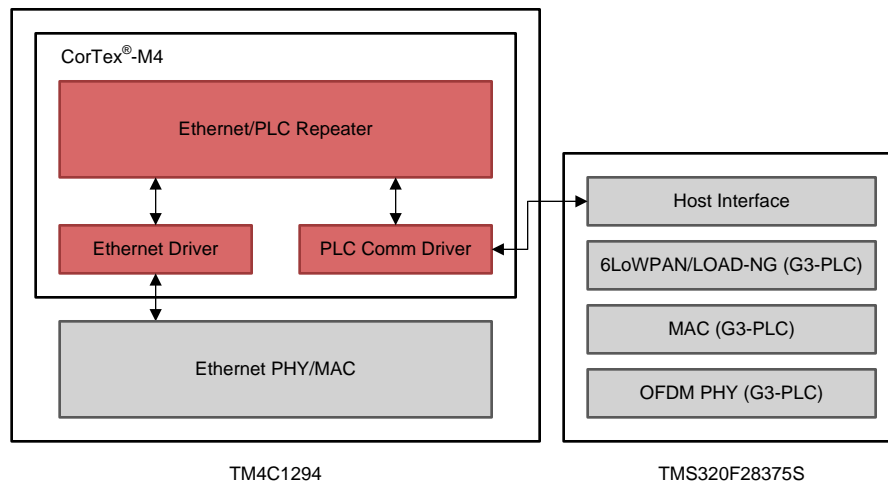 CorTex®-M4
Ethernet/PLC Repeater
Ethernet Driver
PLC Comm Driver
Ethernet PHY/MAC
Host Interface
6LoWPAN/LOAD-NG (G3-PLC)
MAC (G3-PLC)
OFDM PHY (G3-PLC)
TM4C1294
TMS320F28375S